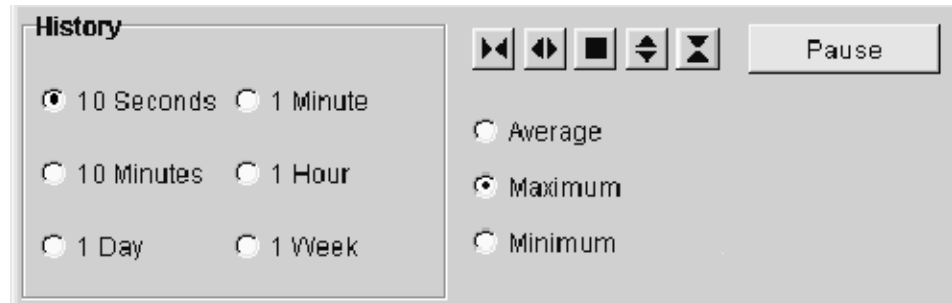 History
Pause
10 Seconds 1 Minute
Average
10 Minutes 1 Hour
Maximum
1 Day 1 Week
Minimum